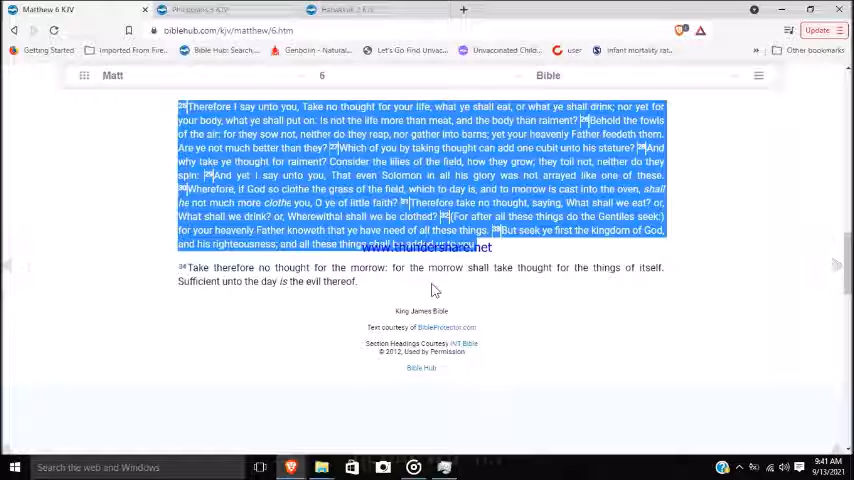 Matthew 6 KJV
Philippians 3 KJV
Habakkuk 2 KJV
biblehub.com/kjv/matthew/6.htm
Update
Getting Started
Imported From Fire...
Bible Hub: Search,...
Genbolin - Natural...
Let's Go Find Unvac...
Unvaccinated Childr...
user
infant mortality rat...
Other bookmarks
Matt
6
Bible
25Therefore I say unto you, Take no thought for your life, what ye shall eat, or what ye shall drink; nor yet for
your body, what ye shall put on. Is not the life more than meat, and the body than raiment? 26Behold the fowls
of the air: for they sow not, neither do they reap, nor gather into barns; yet your heavenly Father feedeth them.
Are ye not much better than they? 27Which of you by taking thought can add one cubit unto his stature? 28And
why take ye thought for raiment? Consider the lilies of the field, how they grow; they toil not, neither do they
spin: 29And yet I say unto you, That even Solomon in all his glory was not arrayed like one of these.
30Wherefore, if God so clothe the grass of the field, which to day is, and to morrow is cast into the oven, shall
he not much more clothe you, O ye of little faith? 31Therefore take no thought, saying, What shall we eat? or,
What shall we drink? or, Wherewithal shall we be clothed? 32(For after all these things do the Gentiles seek:)
for your heavenly Father knoweth that ye have need of all these things. 33But seek ye first the kingdom of God,
and his righteousness; and all these things shall be added unto you.
www.thundershare.net
34Take therefore no thought for the morrow: for the morrow shall take thought for the things of itself.
Sufficient unto the day is the evil thereof.
King James Bible
Text courtesy of BibleProtector.com
Section Headings Courtesy INT Bible
© 2012, Used by Permission
Bible Hub
Search the web and Windows
9:41 AM
9/13/2021